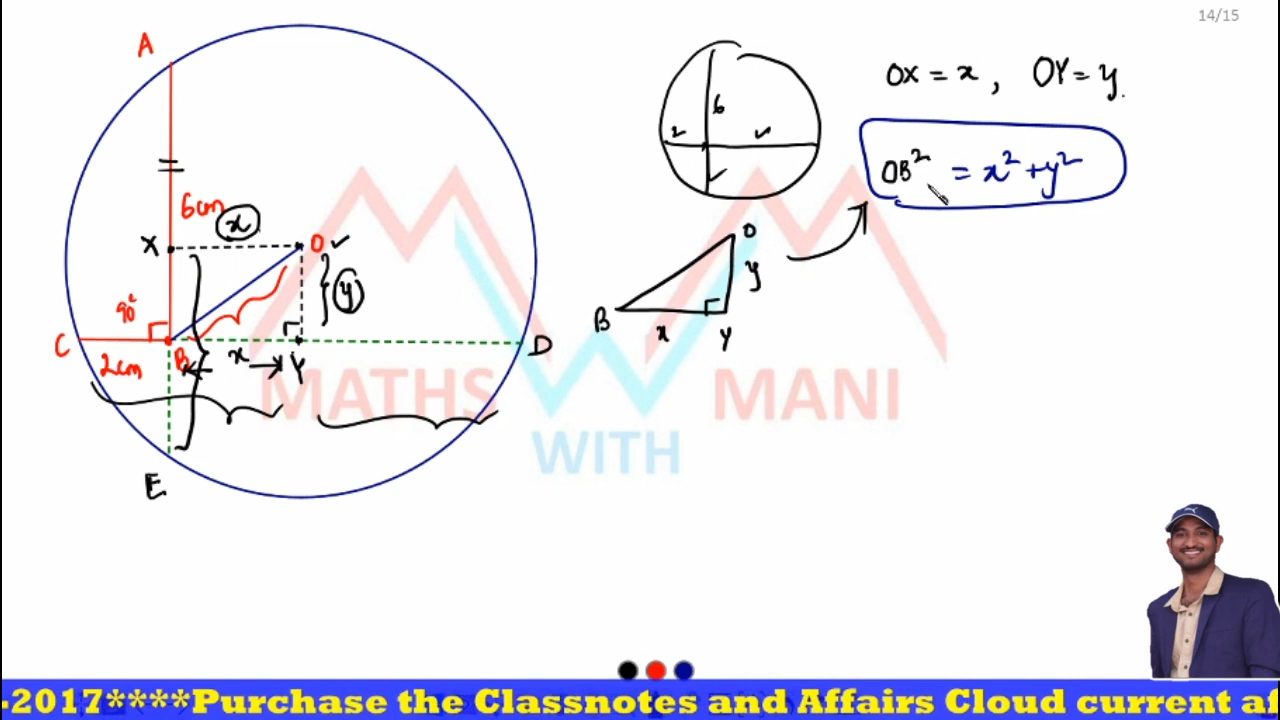 14/15
A
6
OX = x, OY = y.
2
OB² = x² + y²
6cm
x
X
O
y
O
y
90°
B
x
Y
C
2cm
B
x
Y
D
E
MATHS
WITH
MANI
-2017****Purchase the Classnotes and Affairs Cloud current af